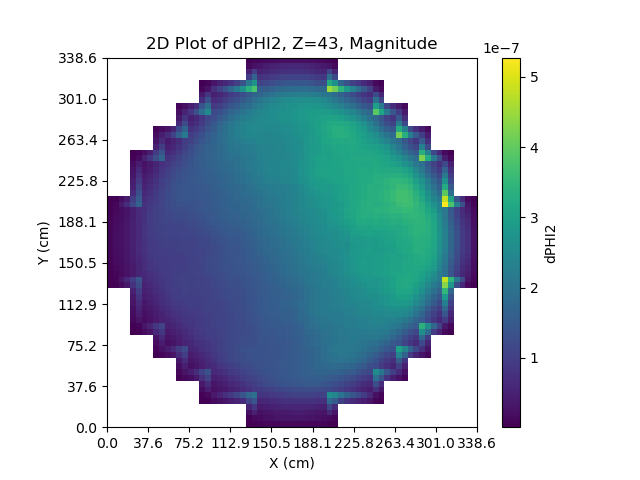 2D Plot of dPHI2, Z=43, Magnitude
1e−7
338.6
301.0
263.4
225.8
188.1
150.5
112.9
75.2
37.6
0.0
Y (cm)
0.0 37.6 75.2 112.9 150.5 188.1 225.8 263.4 301.0 338.6
X (cm)
5
4
3
2
1
dPHI2